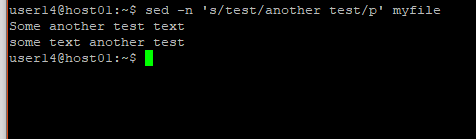 user14@host01:~$ sed -n 's/test/another test/p' myfile
Some another test text
some text another test
user14@host01:~$